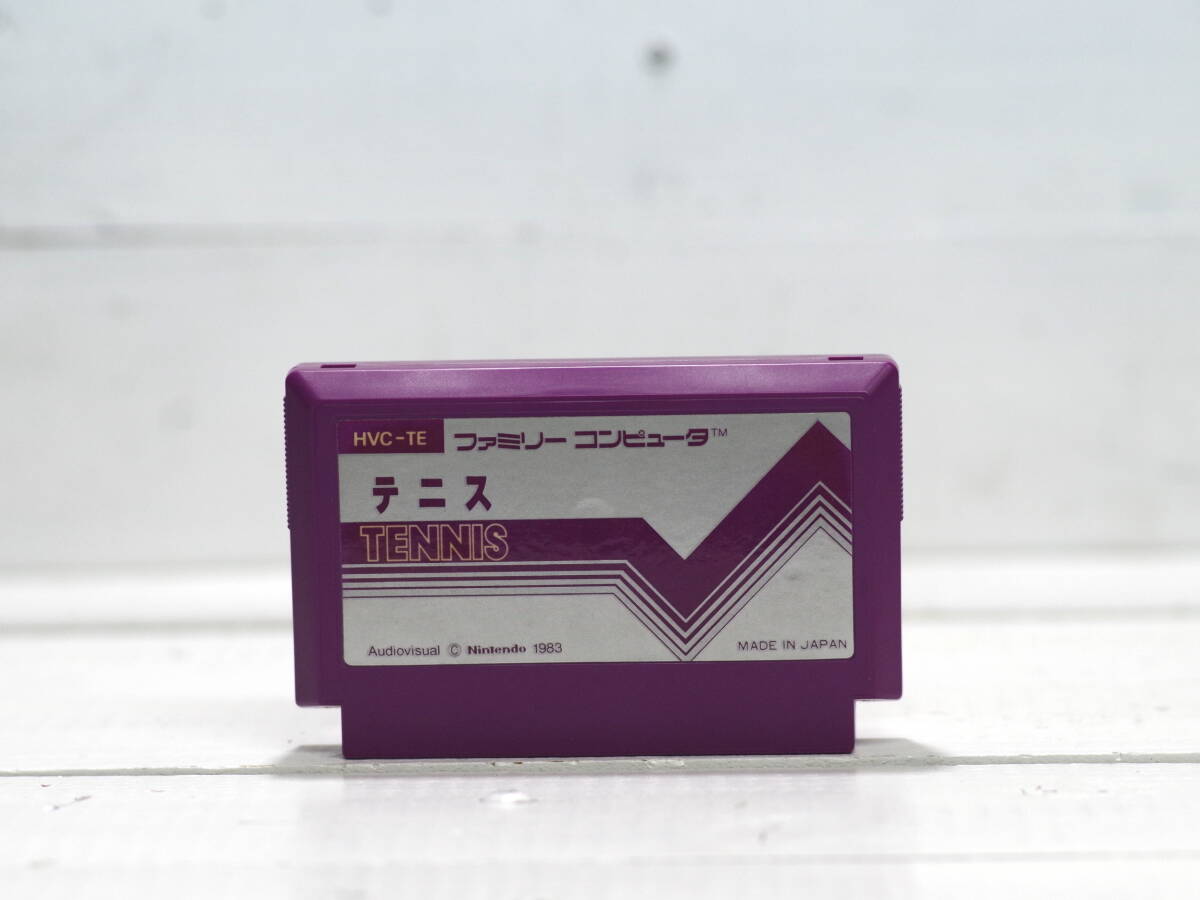 HVC-TE ファミリー コンピュータ™
テニス
TENNIS
Audiovisual © Nintendo 1983
MADE IN JAPAN